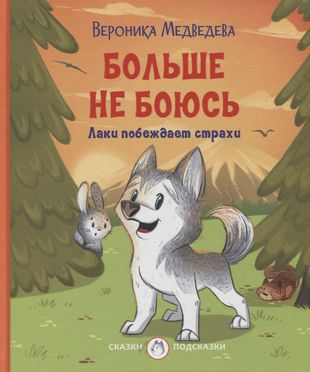 Вероника Медведева
БОЛЬШЕ
НЕ БОЮСЬ
Лаки побеждает страхи
СКАЗКИ ПОДСКАЗКИ